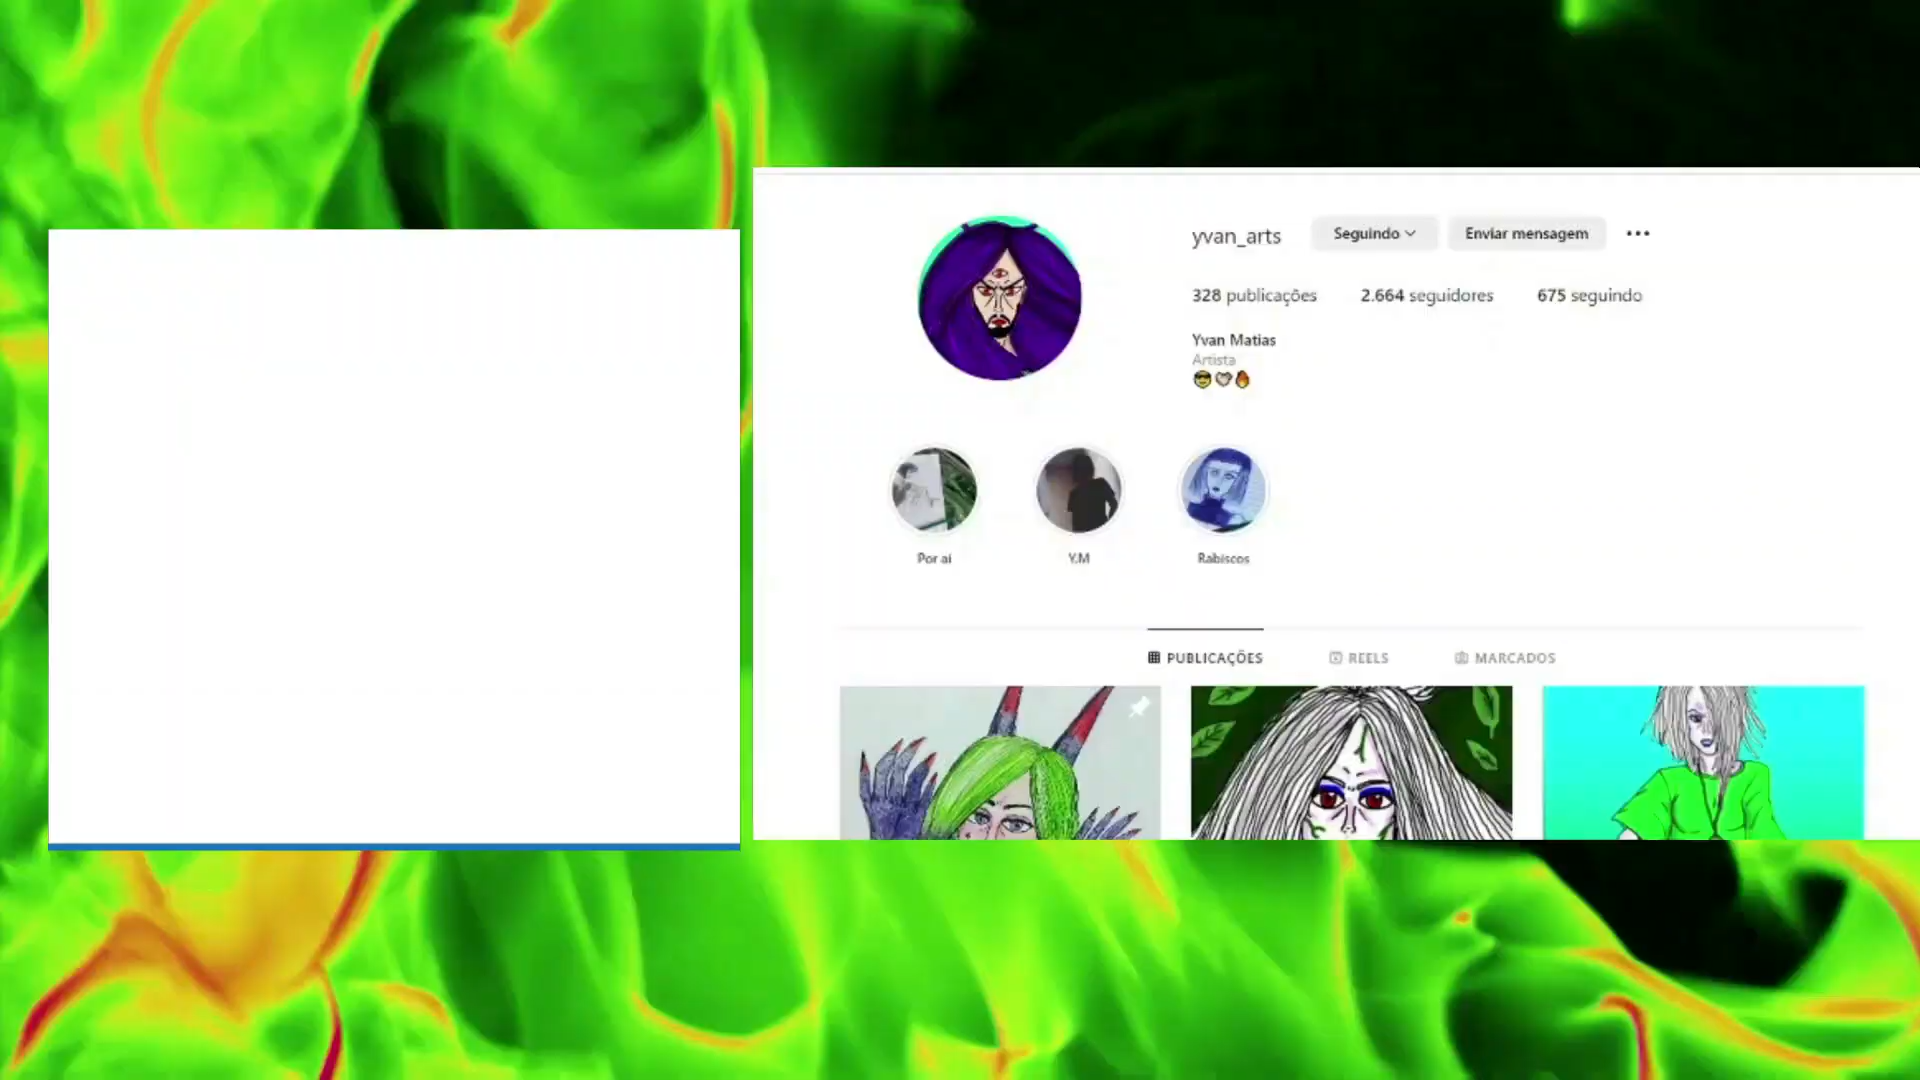 yvan_arts Seguindo Enviar mensagem
328 publicações 2.664 seguidores 675 seguindo
Yvan Matias
Artista
Por aí Y.M Rabiscos
PUBLICAÇÕES REELS MARCADOS